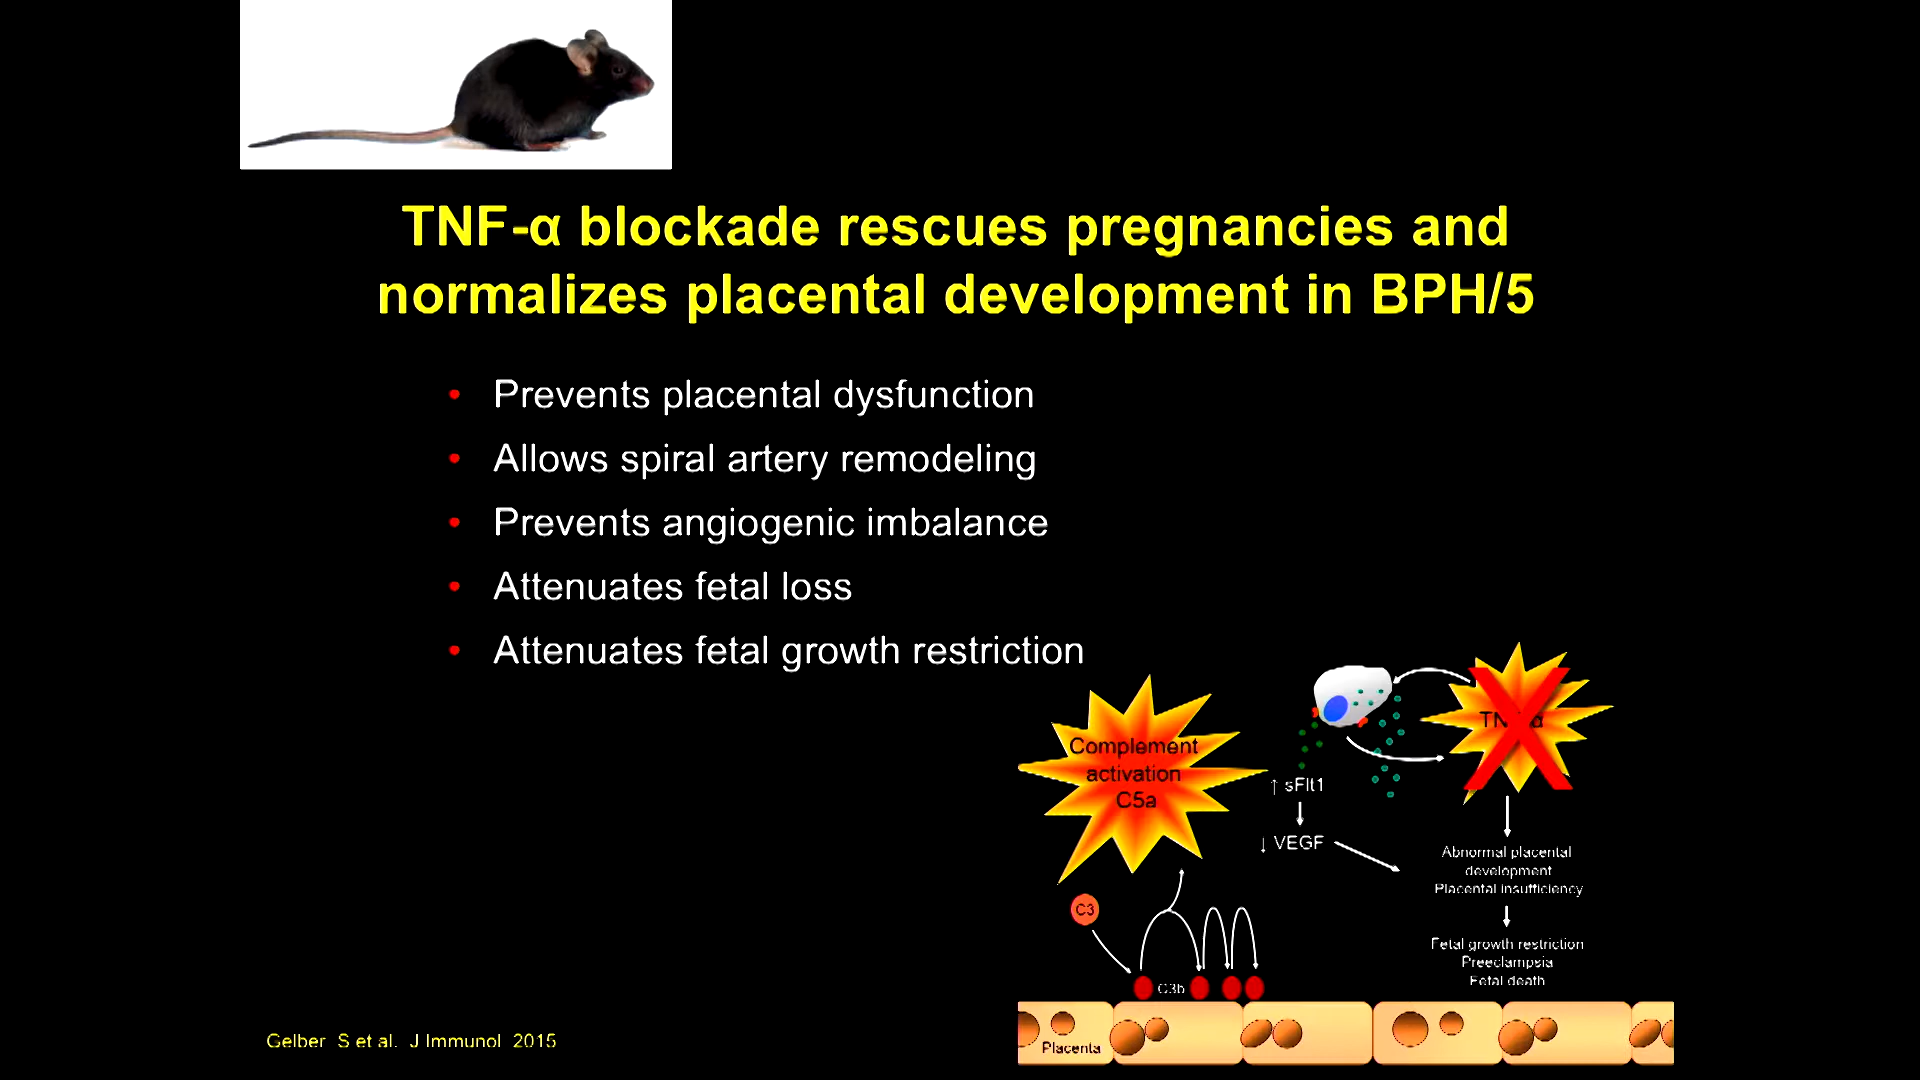 TNF-α blockade rescues pregnancies and
normalizes placental development in BPH/5
• Prevents placental dysfunction
• Allows spiral artery remodeling
• Prevents angiogenic imbalance
• Attenuates fetal loss
• Attenuates fetal growth restriction
Complement
activation
C5a
↑ sFlt1
↓ VEGF
Abnormal placental
development
Placental insufficiency
Fetal growth restriction
Preeclampsia
Fetal death
C3
C3b
Placenta
Gelber S et al. J Immunol 2015